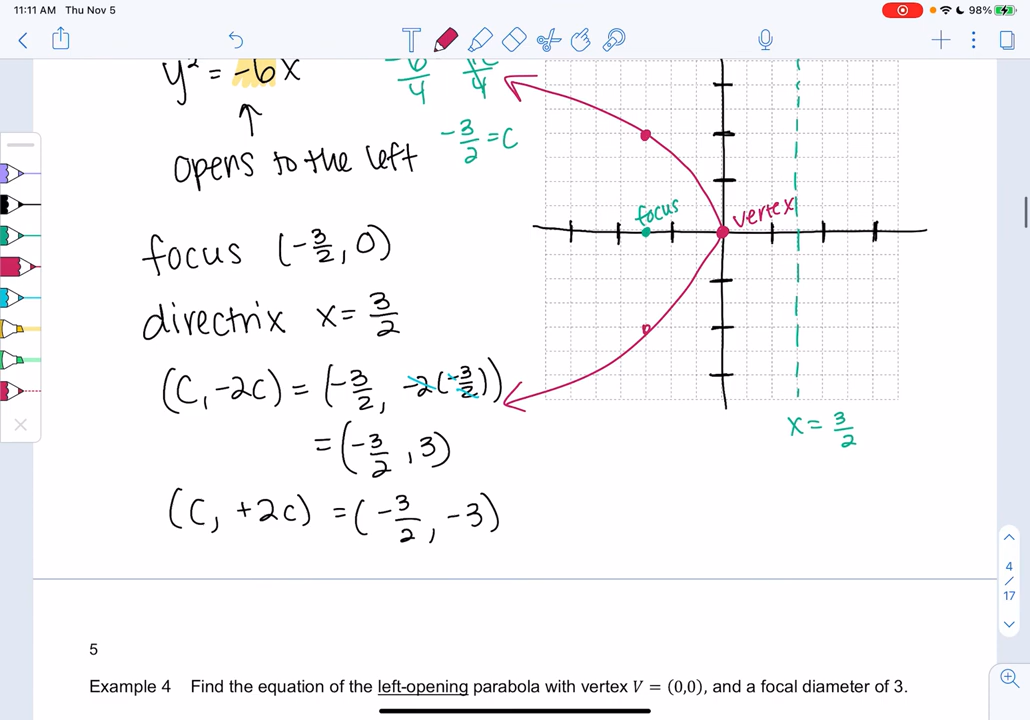 11:11 AM Thu Nov 5
98%
y² = -6x
-6/4
4
-3/2 = c
opens to the left
focus
vertex
focus (-3/2, 0)
directrix x = 3/2
(c, -2c) = (-3/2, -2(-3/2))
= (-3/2, 3)
x = 3/2
(c, +2c) = (-3/2, -3)
4
/
17
5
Example 4 Find the equation of the left-opening parabola with vertex V = (0,0), and a focal diameter of 3.